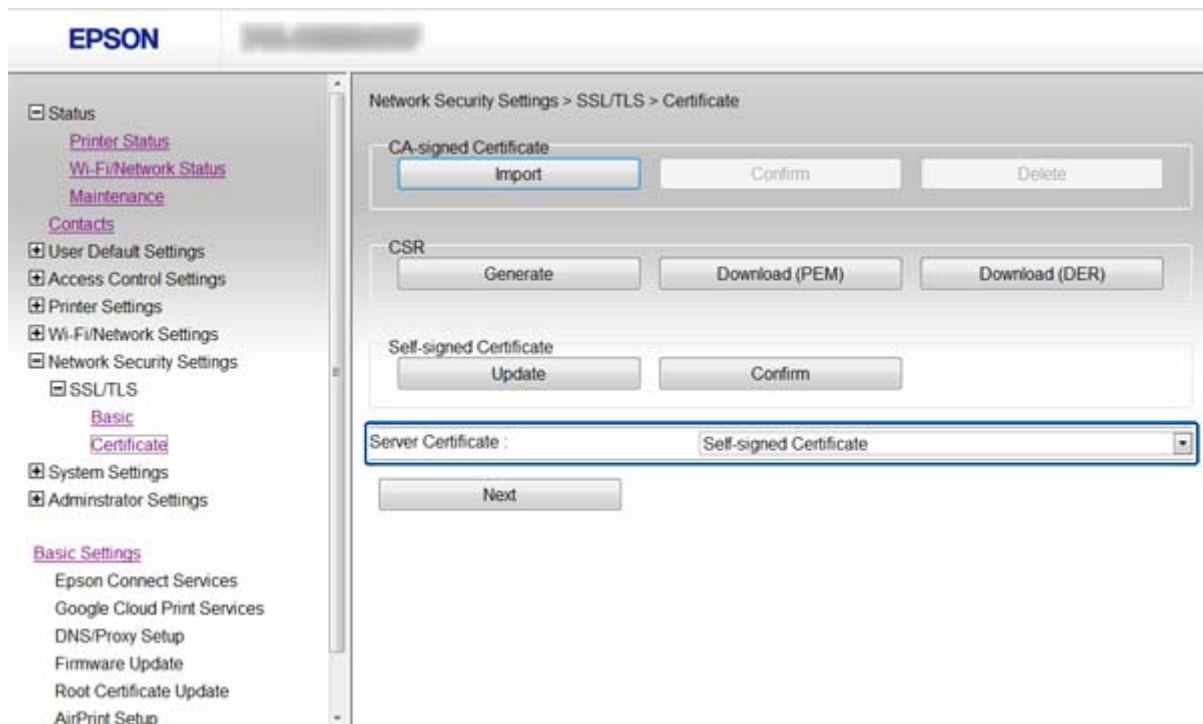 EPSON
Status
Printer Status
Wi-Fi/Network Status
Maintenance
Contacts
User Default Settings
Access Control Settings
Printer Settings
Wi-Fi/Network Settings
Network Security Settings
SSL/TLS
Basic
Certificate
System Settings
Adminstrator Settings
Basic Settings
Epson Connect Services
Google Cloud Print Services
DNS/Proxy Setup
Firmware Update
Root Certificate Update
AirPrint Setup
Network Security Settings > SSL/TLS > Certificate
CA-signed Certificate
Import Confirm Delete
CSR
Generate Download (PEM) Download (DER)
Self-signed Certificate
Update Confirm
Server Certificate : Self-signed Certificate
Next